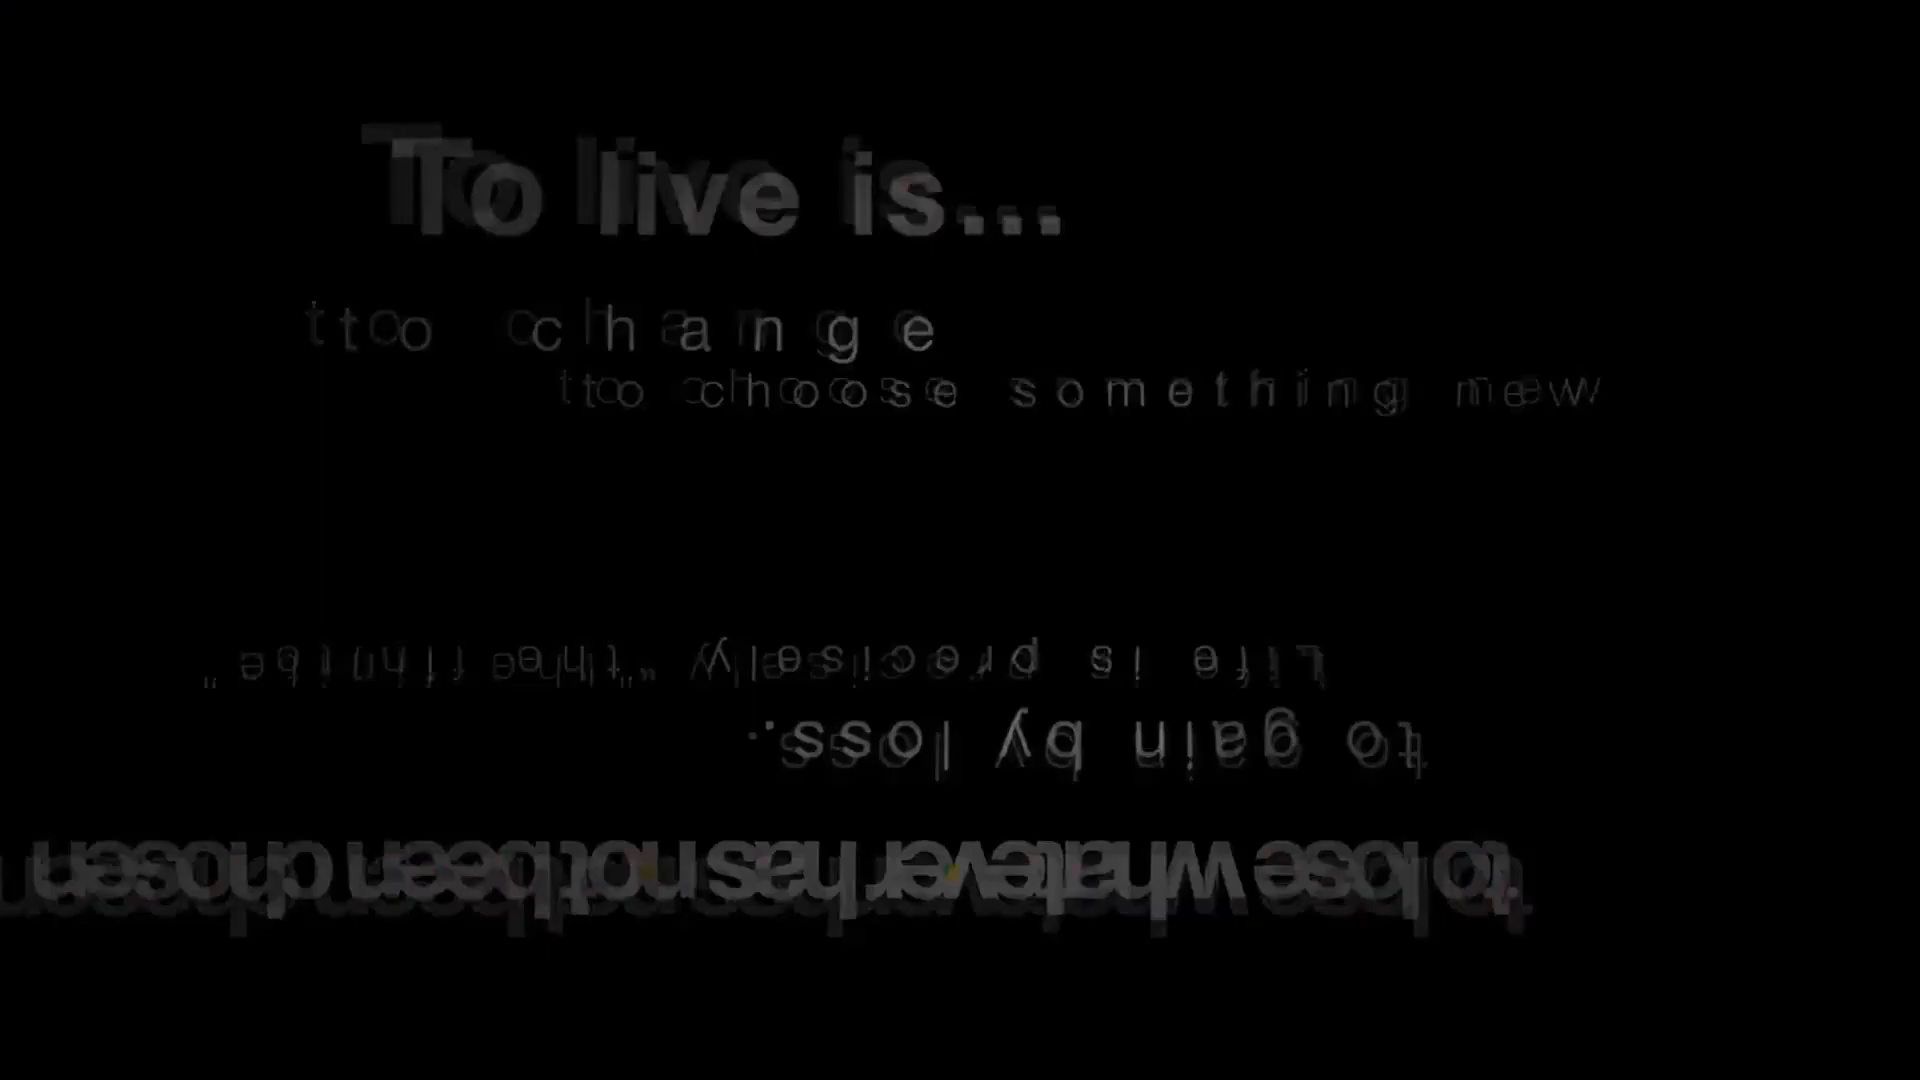 To live is...
to change
to choose something new
to lose whatever has not been chosen
to gain by loss.
Life is precisely "the finite"